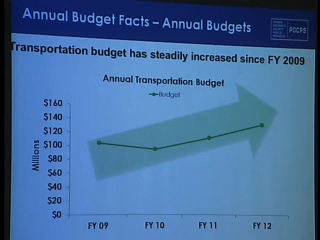 Annual Budget Facts – Annual Budgets
PGCPS
Transportation budget has steadily increased since FY 2009
Annual Transportation Budget
Budget
Millions
$160
$140
$120
$100
$80
$60
$40
$20
$0
FY 09
FY 10
FY 11
FY 12